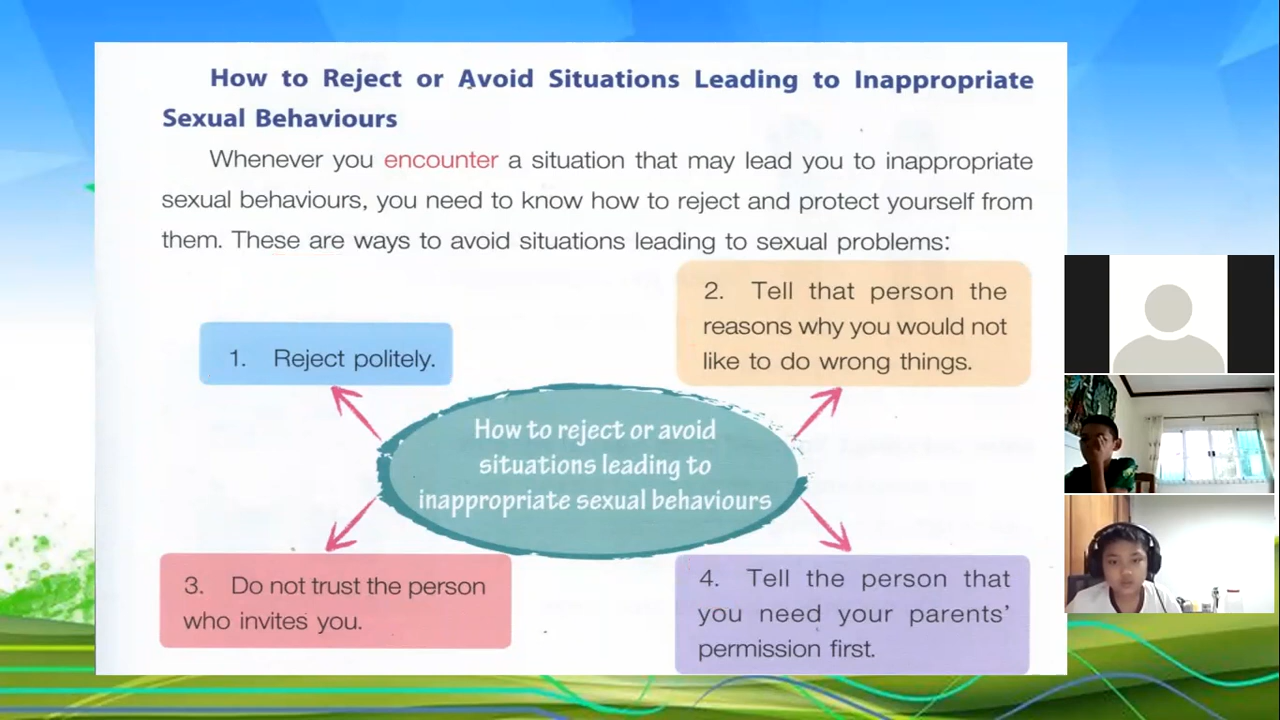 How to Reject or Avoid Situations Leading to Inappropriate
Sexual Behaviours
Whenever you encounter a situation that may lead you to inappropriate
sexual behaviours, you need to know how to reject and protect yourself from
them. These are ways to avoid situations leading to sexual problems:
1. Reject politely.
2. Tell that person the
reasons why you would not
like to do wrong things.
How to reject or avoid
situations leading to
inappropriate sexual behaviours
3. Do not trust the person
who invites you.
4. Tell the person that
you need your parents'
permission first.